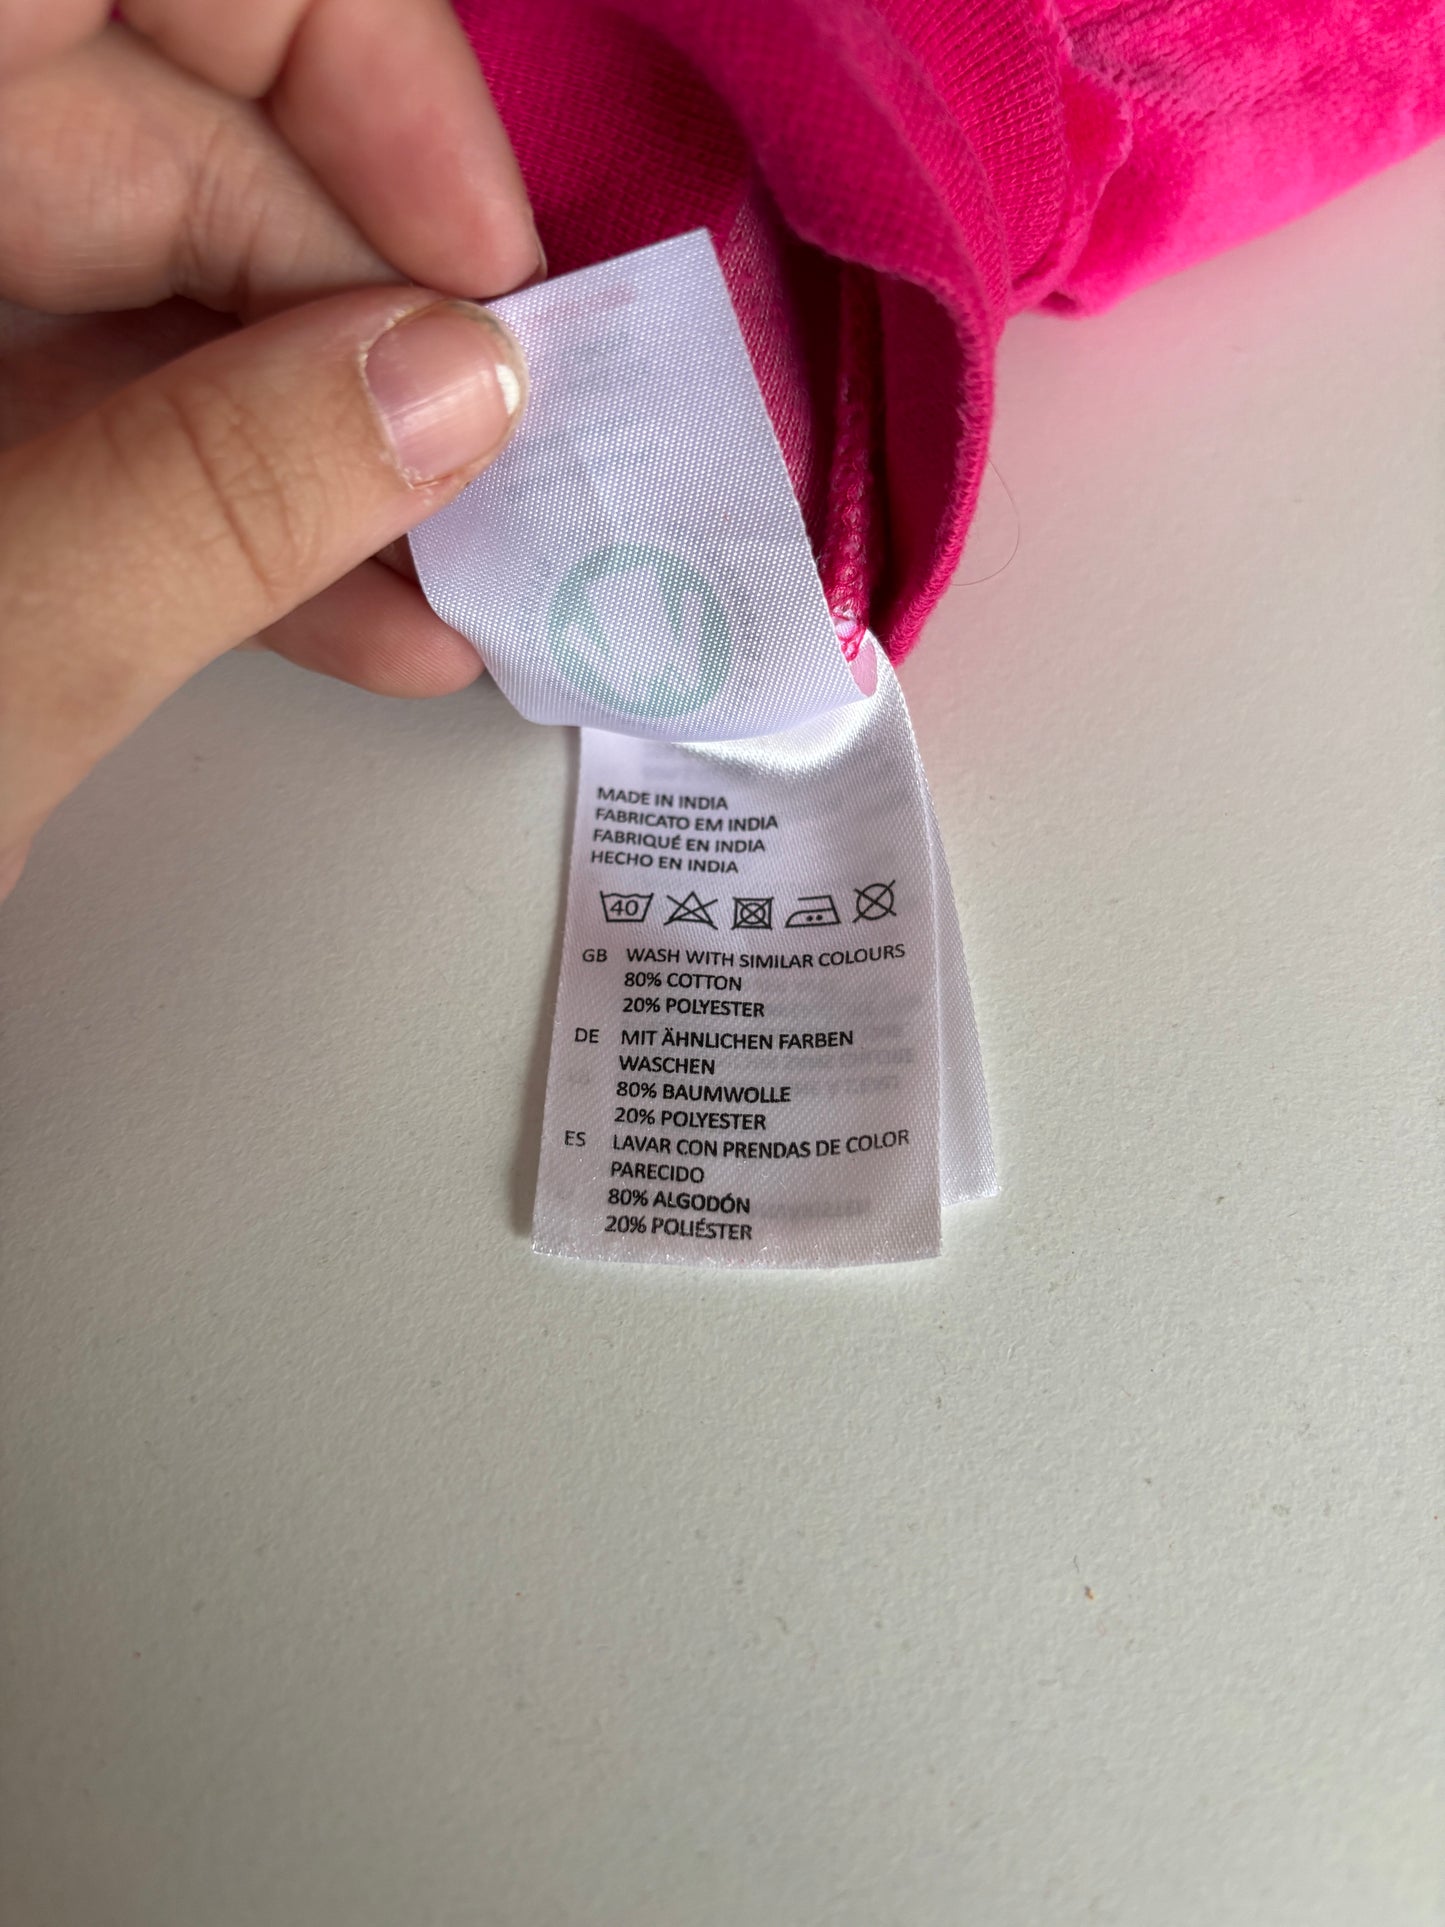 MADE IN INDIA
FABRICATO EM INDIA
FABRIQUÉ EN INDIA
HECHO EN INDIA
40
GB WASH WITH SIMILAR COLOURS
80% COTTON
20% POLYESTER
DE MIT ÄHNLICHEN FARBEN
WASCHEN
80% BAUMWOLLE
20% POLYESTER
ES LAVAR CON PRENDAS DE COLOR
PARECIDO
80% ALGODÓN
20% POLIÉSTER